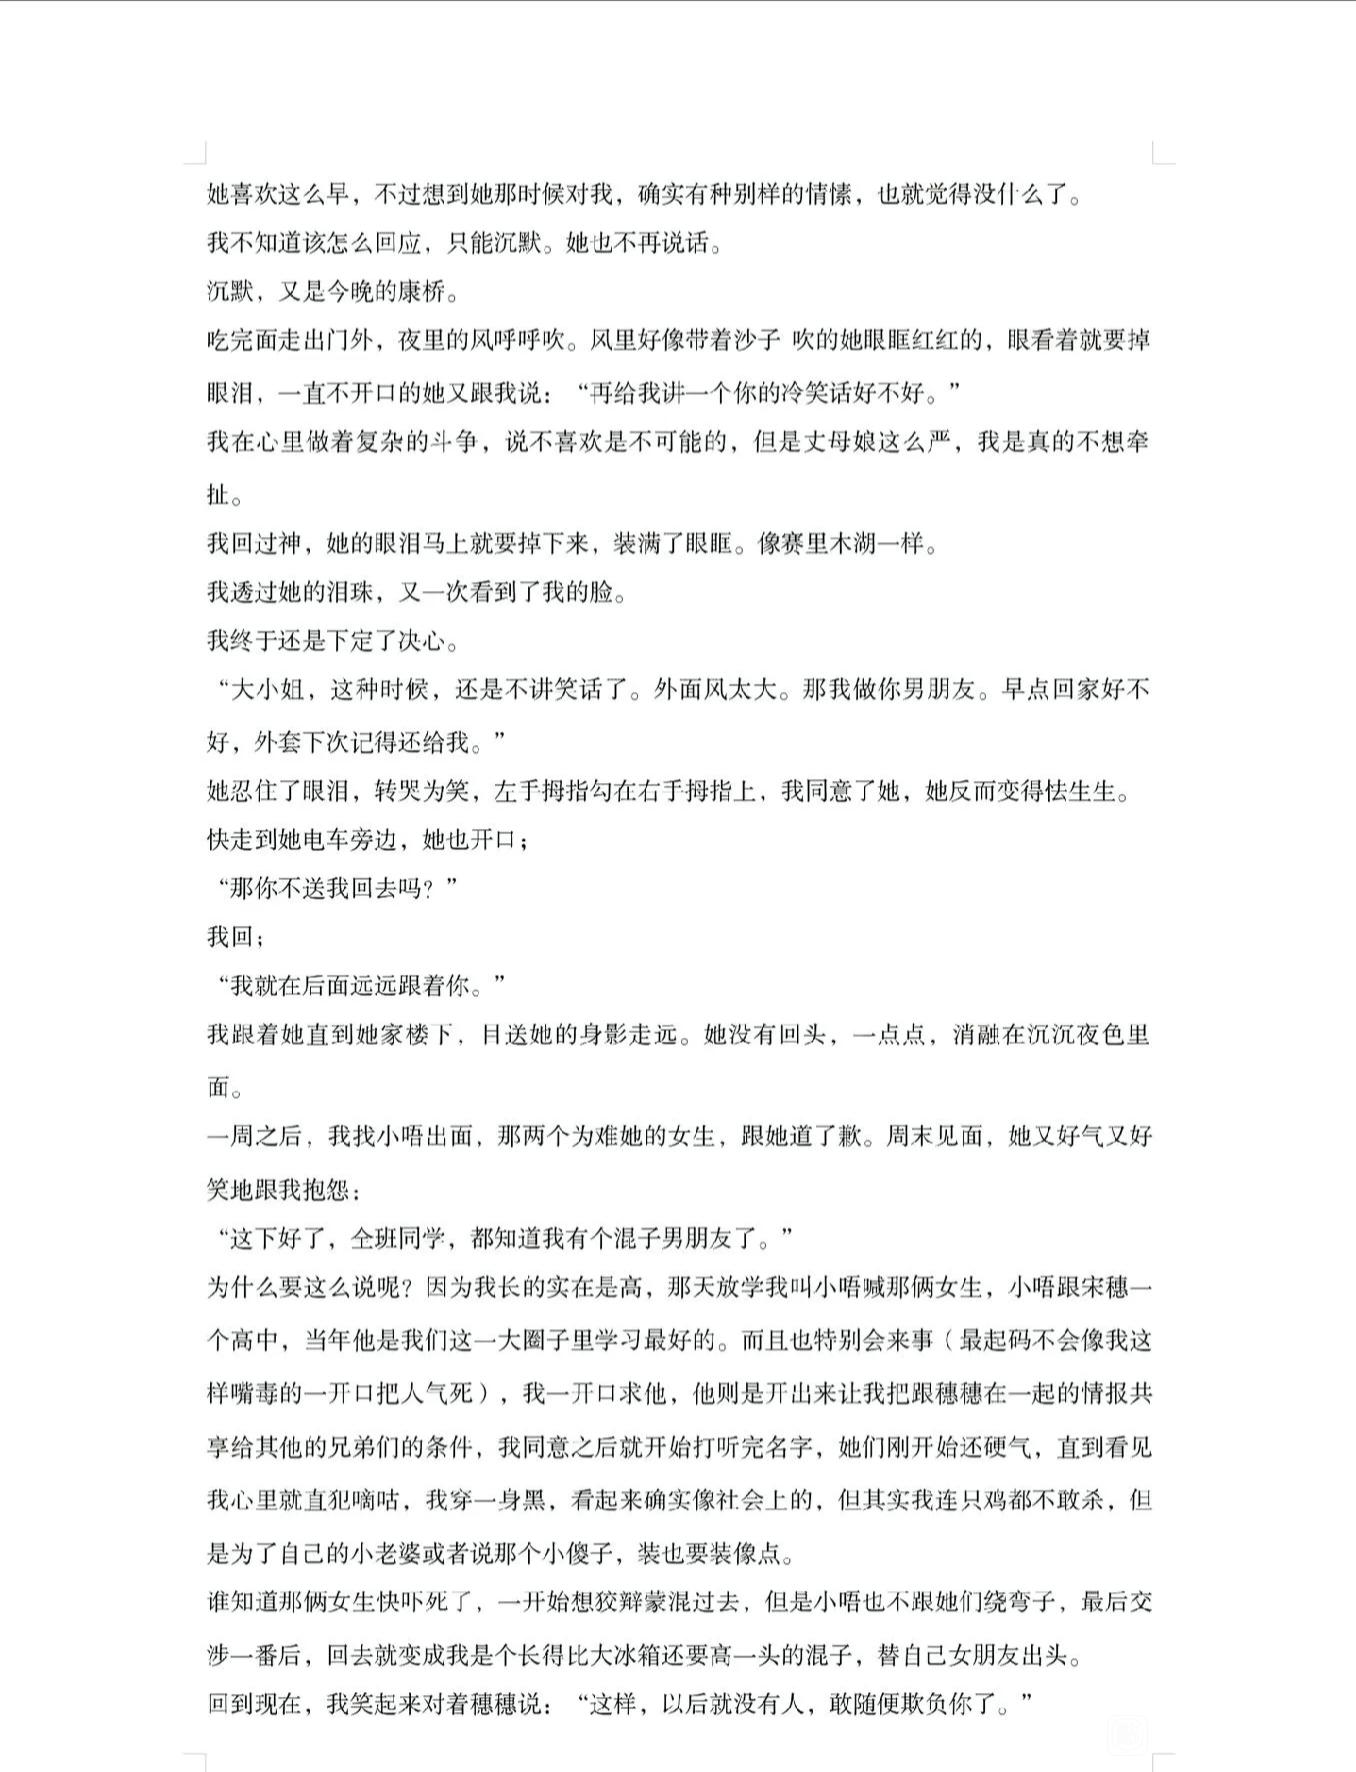 她喜欢这么早，不过想到她那时候对我，确实有种别样的情愫，也就觉得没什么了。
我不知道该怎么回应，只能沉默。她也不再说话。
沉默，又是今晚的康桥。
吃完面走出门外，夜里的风呼呼吹。风里好像带着沙子 吹的她眼眶红红的，眼看着就要掉
眼泪，一直不开口的她又跟我说：“再给我讲一个你的冷笑话好不好。”
我在心里做着复杂的斗争，说不喜欢是不可能的，但是丈母娘这么严，我是真的不想牵
扯。
我回过神，她的眼泪马上就要掉下来，装满了眼眶。像赛里木湖一样。
我透过她的泪珠，又一次看到了我的脸。
我终于还是下定了决心。
“大小姐，这种时候，还是不讲笑话了。外面风太大。那我做你男朋友。早点回家好不
好，外套下次记得还给我。”
她忍住了眼泪，转哭为笑，左手拇指勾在右手拇指上，我同意了她，她反而变得怯生生。
快走到她电车旁边，她也开口；
“那你不送我回去吗？”
我回；
“我就在后面远远跟着你。”
我跟着她直到她家楼下，目送她的身影走远。她没有回头，一点点，消融在沉沉夜色里
面。
一周之后，我找小唔出面，那两个为难她的女生，跟她道了歉。周末见面，她又好气又好
笑地跟我抱怨：
“这下好了，全班同学，都知道我有个混子男朋友了。”
为什么要这么说呢？因为我长的实在是高，那天放学我叫小唔喊那俩女生，小唔跟宋穗一
个高中，当年他是我们这一大圈子里学习最好的。而且也特别会来事（最起码不会像我这
样嘴毒的一开口把人气死），我一开口求他，他则是开出来让我把跟穗穗在一起的情报共
享给其他的兄弟们的条件，我同意之后就开始打听完名字，她们刚开始还硬气，直到看见
我心里就直犯嘀咕，我穿一身黑，看起来确实像社会上的，但其实我连只鸡都不敢杀，但
是为了自己的小老婆或者说那个小傻子，装也要装像点。
谁知道那俩女生快吓死了，一开始想狡辩蒙混过去，但是小唔也不跟她们绕弯子，最后交
涉一番后，回去就变成我是个长得比大冰箱还要高一头的混子，替自己女朋友出头。
回到现在，我笑起来对着穗穗说：“这样，以后就没有人，敢随便欺负你了。”